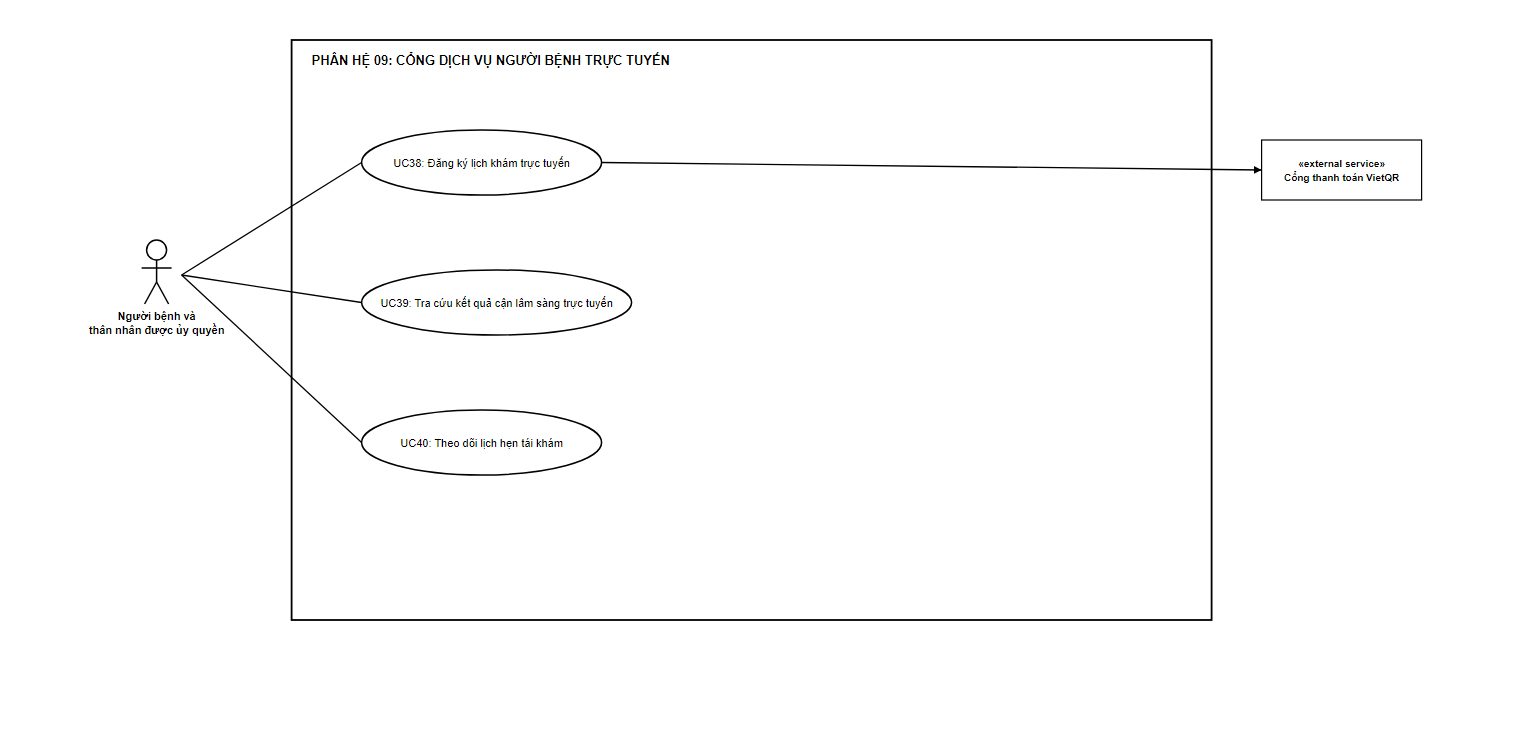 PHÂN HỆ 09: CỔNG DỊCH VỤ NGƯỜI BỆNH TRỰC TUYẾN
UC38: Đăng ký lịch khám trực tuyến
«external service»
Cổng thanh toán VietQR
Người bệnh và
thân nhân được ủy quyền
UC39: Tra cứu kết quả cận lâm sàng trực tuyến
UC40: Theo dõi lịch hẹn tái khám